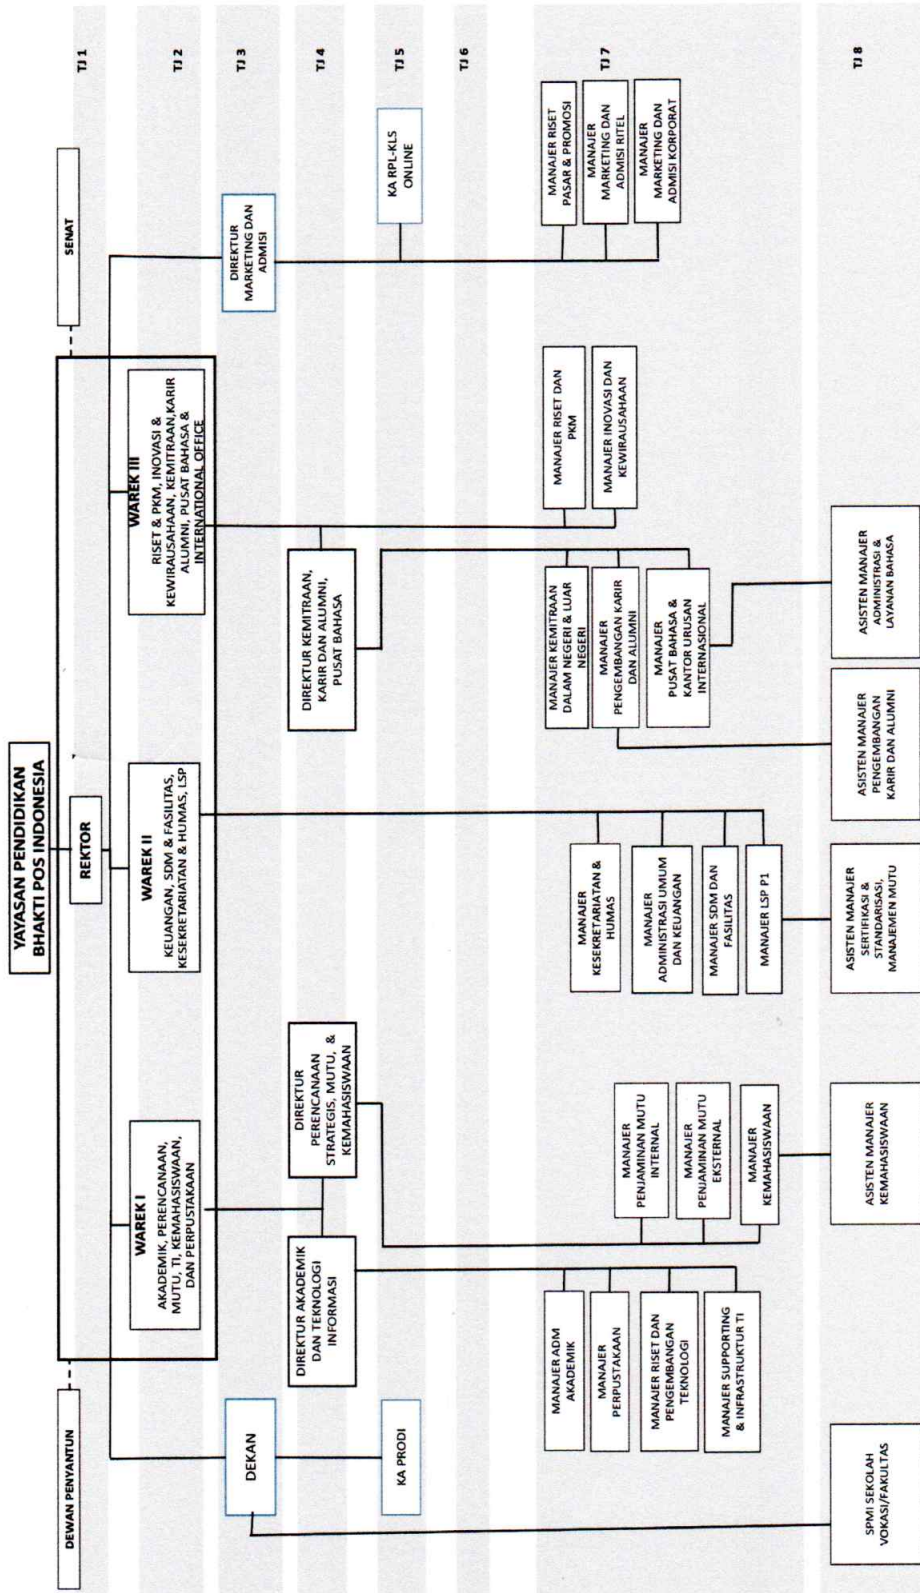 YAYASAN PENDIDIKAN
BHAKTI POS INDONESIA
DEWAN PENYANTUN
SENAT
REKTOR
TJ 1
WAREK I
AKADEMIK, PERENCANAAN,
MUTU, TI, KEMAHASISWAAN,
DAN PERPUSTAKAAN
WAREK II
KEUANGAN, SDM & FASILITAS,
KESEKRETARIATAN & HUMAS, LSP
WAREK III
RISET & PKM, INOVASI &
KEWIRAUSAHAAN, KEMITRAAN,KARIR
ALUMNI, PUSAT BAHASA &
INTERNATIONAL OFFICE
TJ 2
DEKAN
DIREKTUR
MARKETING DAN
ADMISI
TJ 3
DIREKTUR AKADEMIK
DAN TEKNOLOGI
INFORMASI
DIREKTUR
PERENCANAAN
STRATEGIS, MUTU, &
KEMAHASISWAAN
DIREKTUR KEMITRAAN,
KARIR DAN ALUMNI,
PUSAT BAHASA
TJ 4
KA PRODI
KA RPL-KLS
ONLINE
TJ 5
TJ 6
MANAJER ADM
AKADEMIK
MANAJER
PERPUSTAKAAN
MANAJER RISET DAN
PENGEMBANGAN
TEKNOLOGI
MANAJER SUPPORTING
& INFRASTRUKTUR TI
MANAJER
PENJAMINAN MUTU
INTERNAL
MANAJER
PENJAMINAN MUTU
EKSTERNAL
MANAJER
KEMAHASISWAAN
MANAJER
KESEKRETARIATAN &
HUMAS
MANAJER
ADMINISTRASI UMUM
DAN KEUANGAN
MANAJER SDM DAN
FASILITAS
MANAJER LSP P1
MANAJER KEMITRAAN
DALAM NEGERI & LUAR
NEGERI
MANAJER
PENGEMBANGAN KARIR
DAN ALUMNI
MANAJER
PUSAT BAHASA &
KANTOR URUSAN
INTERNASIONAL
MANAJER RISET DAN
PKM
MANAJER INOVASI DAN
KEWIRAUSAHAAN
MANAJER RISET
PASAR & PROMOSI
MANAJER
MARKETING DAN
ADMISI RITEL
MANAJER
MARKETING DAN
ADMISI KORPORAT
TJ 7
SPMI SEKOLAH
VOKASI/FAKULTAS
ASISTEN MANAJER
KEMAHASISWAAN
ASISTEN MANAJER
SERTIFIKASI &
STANDARISASI,
MANAJEMEN MUTU
ASISTEN MANAJER
PENGEMBANGAN
KARIR DAN ALUMNI
ASISTEN MANAJER
ADMINISTRASI &
LAYANAN BAHASA
TJ 8